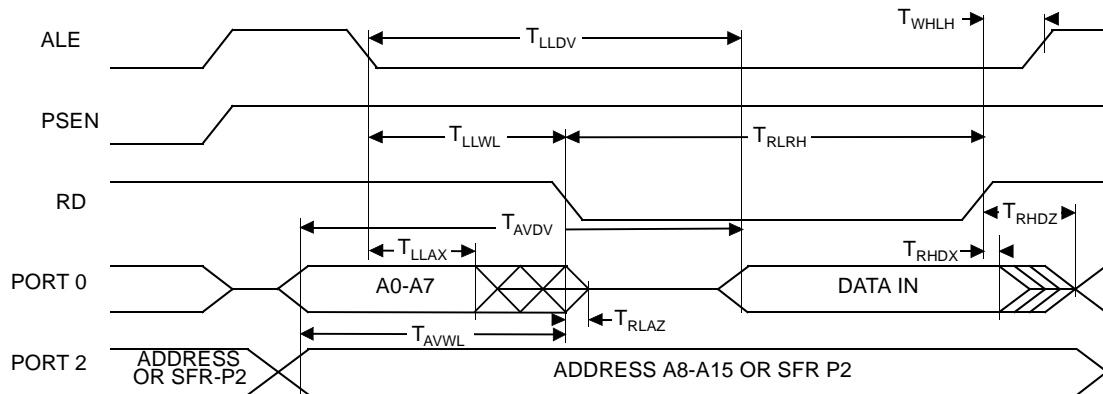 T_WHLH
ALE
T_LLDV
PSEN
T_LLWL
T_RLRH
RD
T_AVDV
T_RHDZ
T_LLAX
T_RHDX
PORT 0
A0-A7
DATA IN
T_RLAZ
T_AVWL
PORT 2
ADDRESS
OR SFR-P2
ADDRESS A8-A15 OR SFR P2